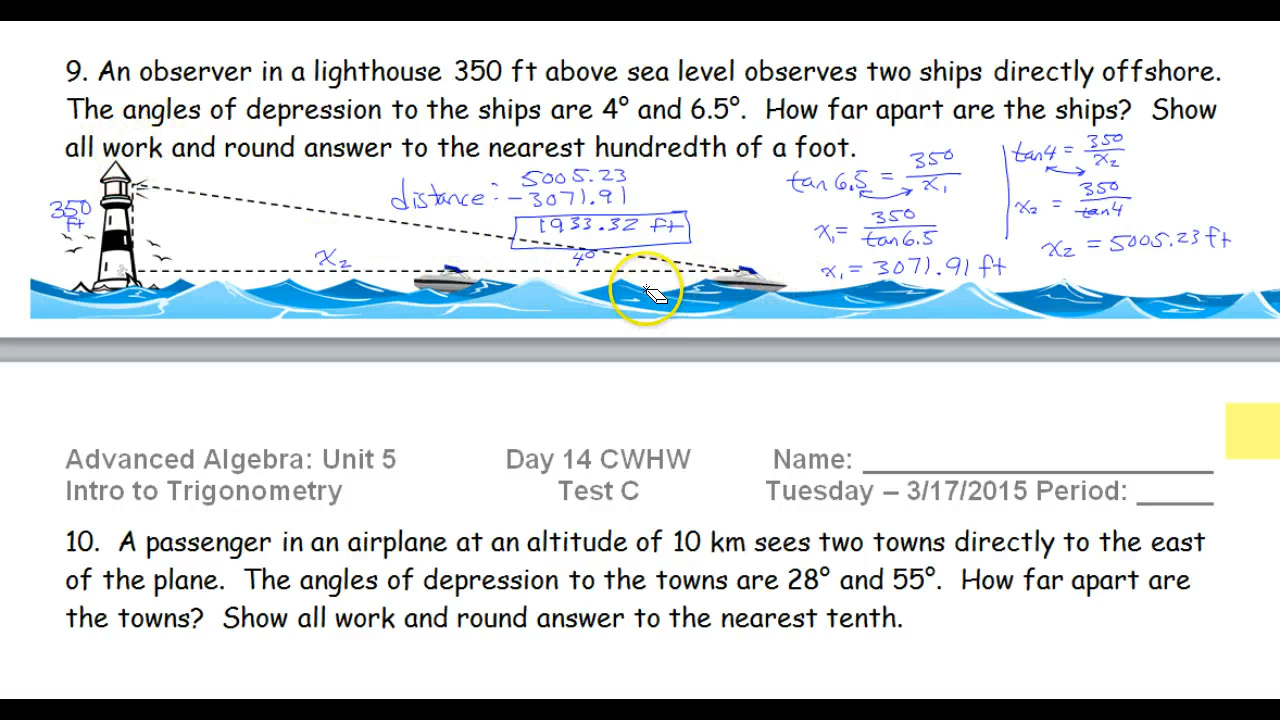 9. An observer in a lighthouse 350 ft above sea level observes two ships directly offshore.
The angles of depression to the ships are 4° and 6.5°. How far apart are the ships? Show
all work and round answer to the nearest hundredth of a foot.
350
ft
x₂
distance: 5005.23
- 3071.91
1933.32 ft
4°
tan 6.5 = 350/x₁
x₁ = 350/tan 6.5
x₁ = 3071.91 ft
tan 4 = 350/x₂
x₂ = 350/tan 4
x₂ = 5005.23 ft
Advanced Algebra: Unit 5 Day 14 CWHW Name: ____________________
Intro to Trigonometry Test C Tuesday – 3/17/2015 Period: _____
10. A passenger in an airplane at an altitude of 10 km sees two towns directly to the east
of the plane. The angles of depression to the towns are 28° and 55°. How far apart are
the towns? Show all work and round answer to the nearest tenth.